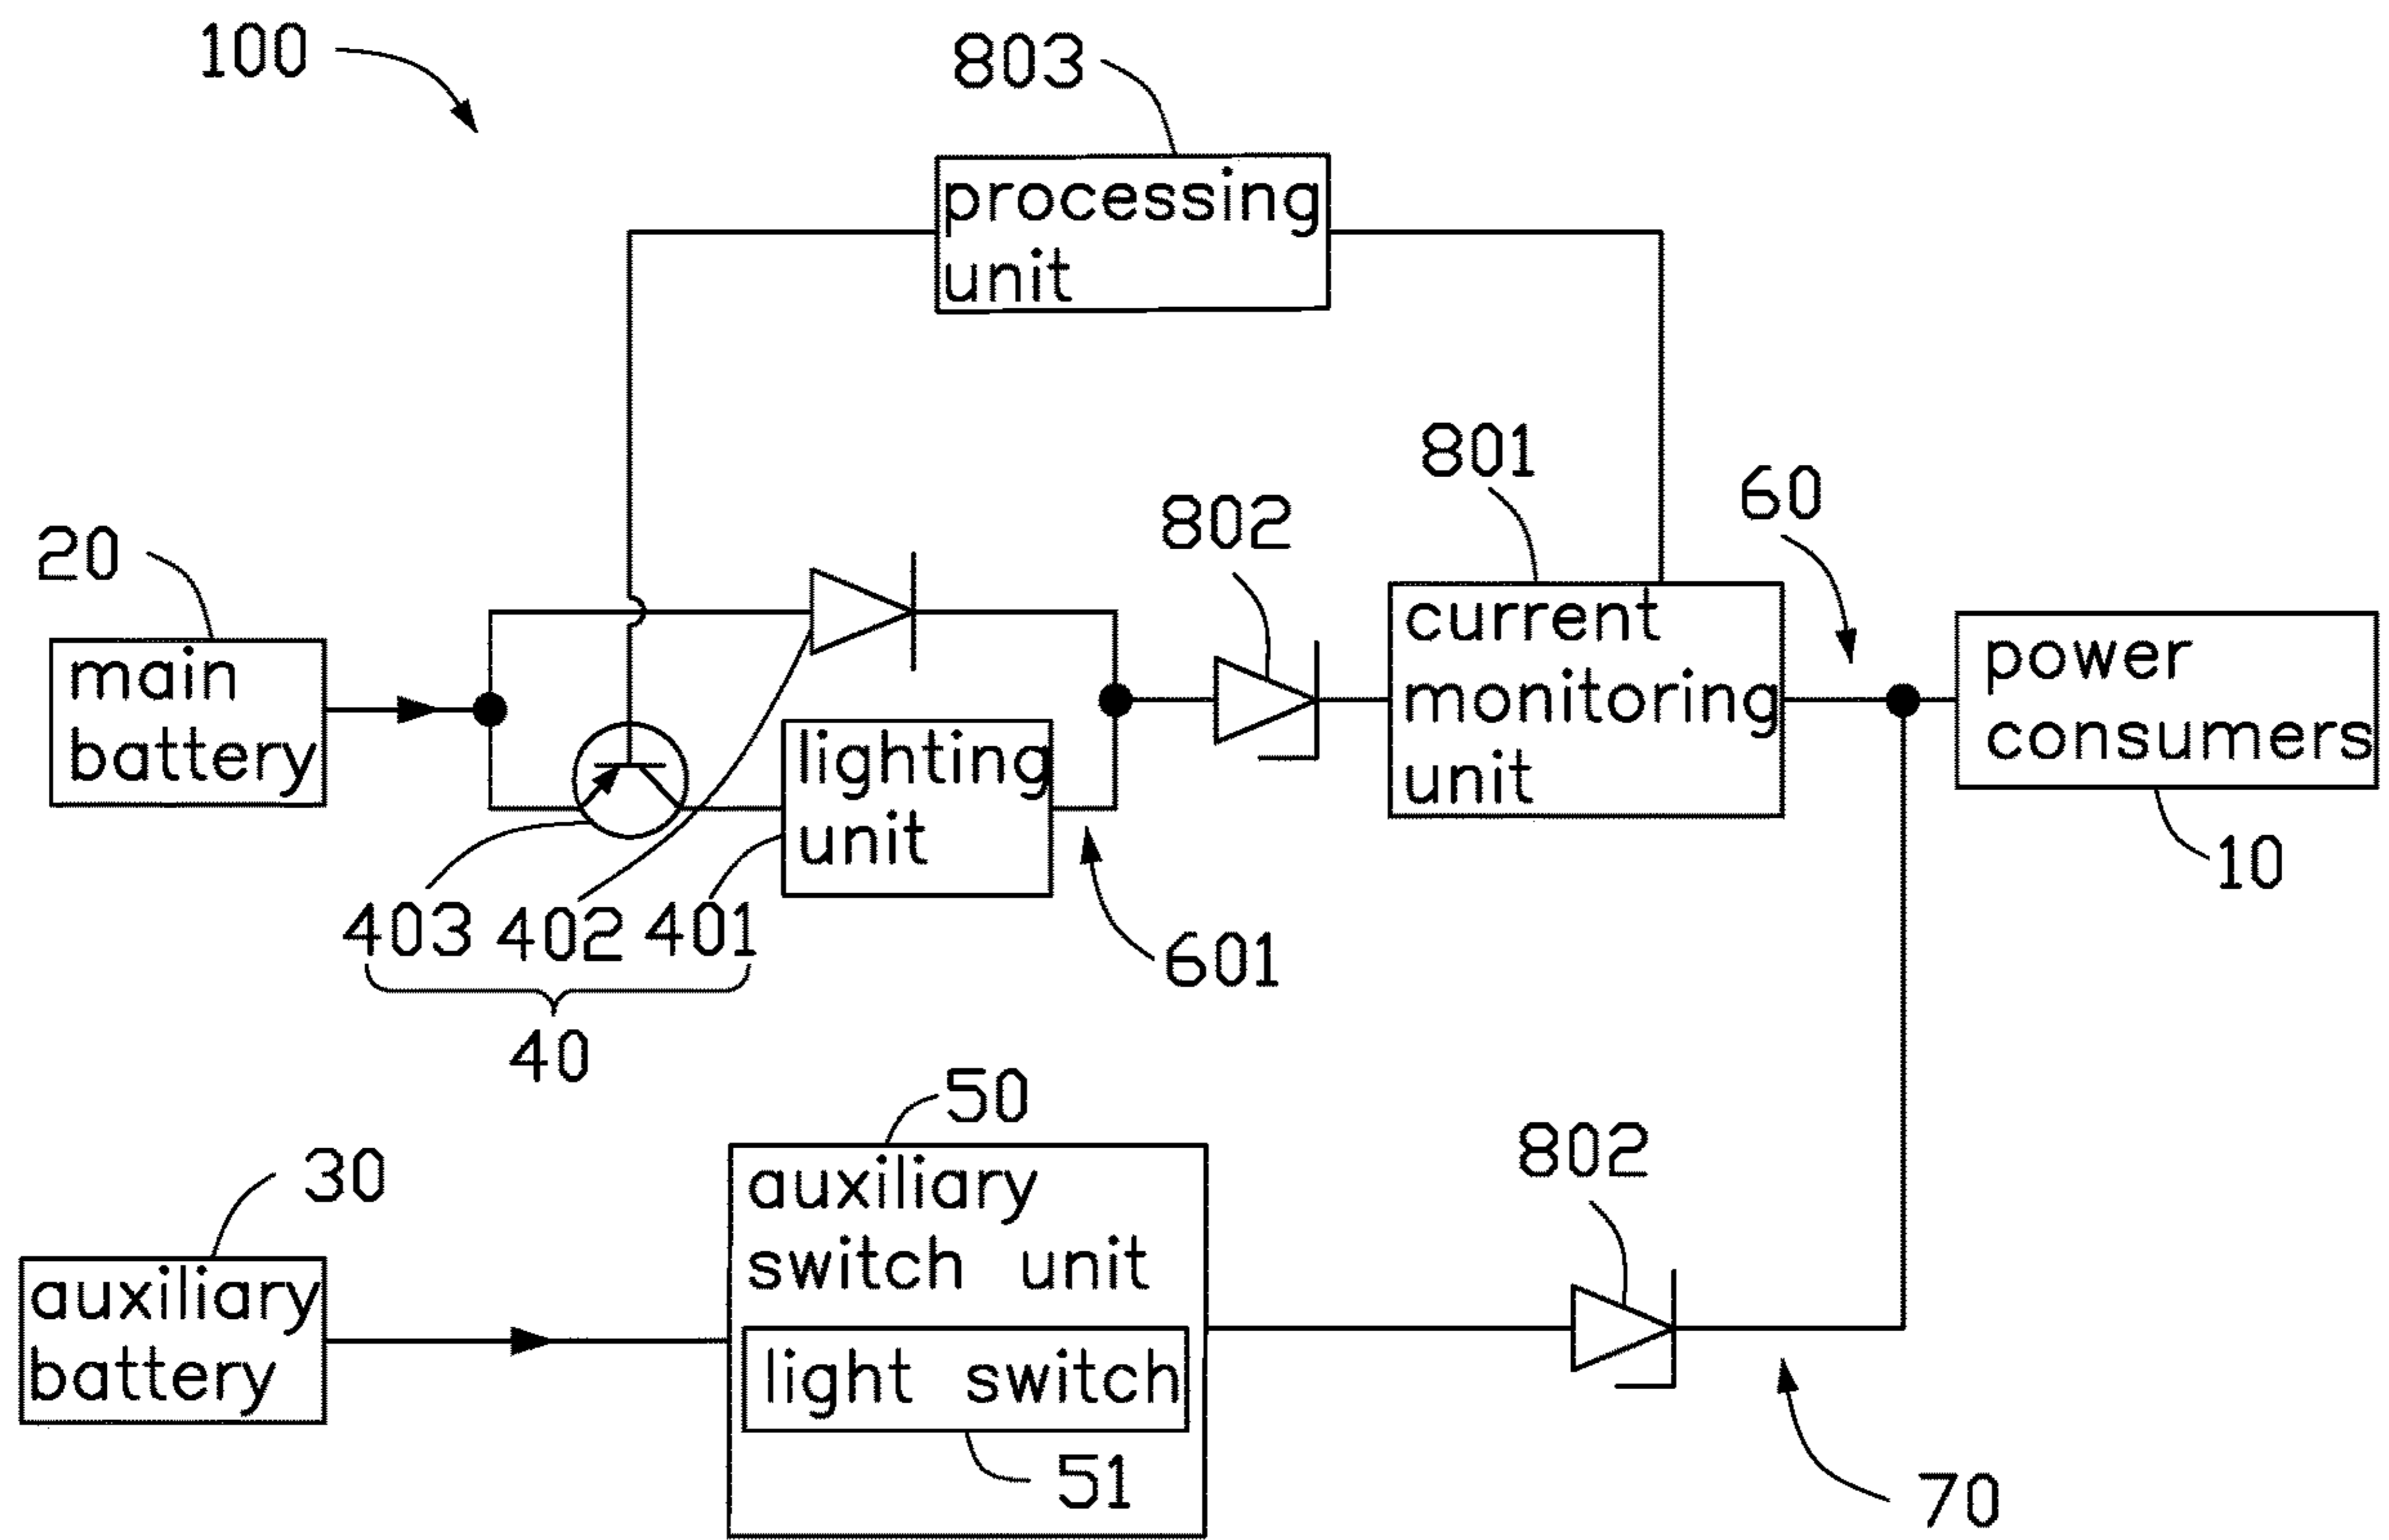 100
803
processing
unit
801
60
802
20
main
battery
current
monitoring
unit
power
consumers
lighting
unit
10
403 402 401
601
40
50
30
auxiliary
switch unit
802
auxiliary
battery
light switch
51
70